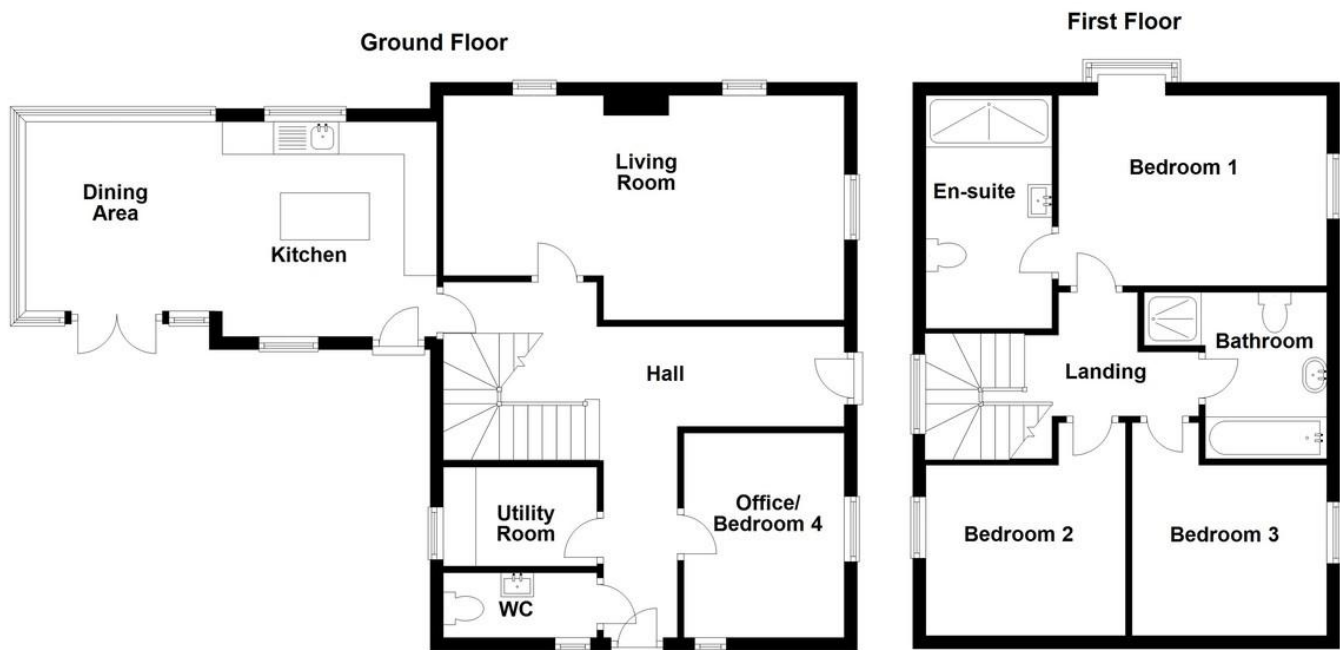 Ground Floor
Dining
Area
Kitchen
Living
Room
Hall
Utility
Room
WC
Office/
Bedroom 4
First Floor
En-suite
Bedroom 1
Bathroom
Landing
Bedroom 2
Bedroom 3